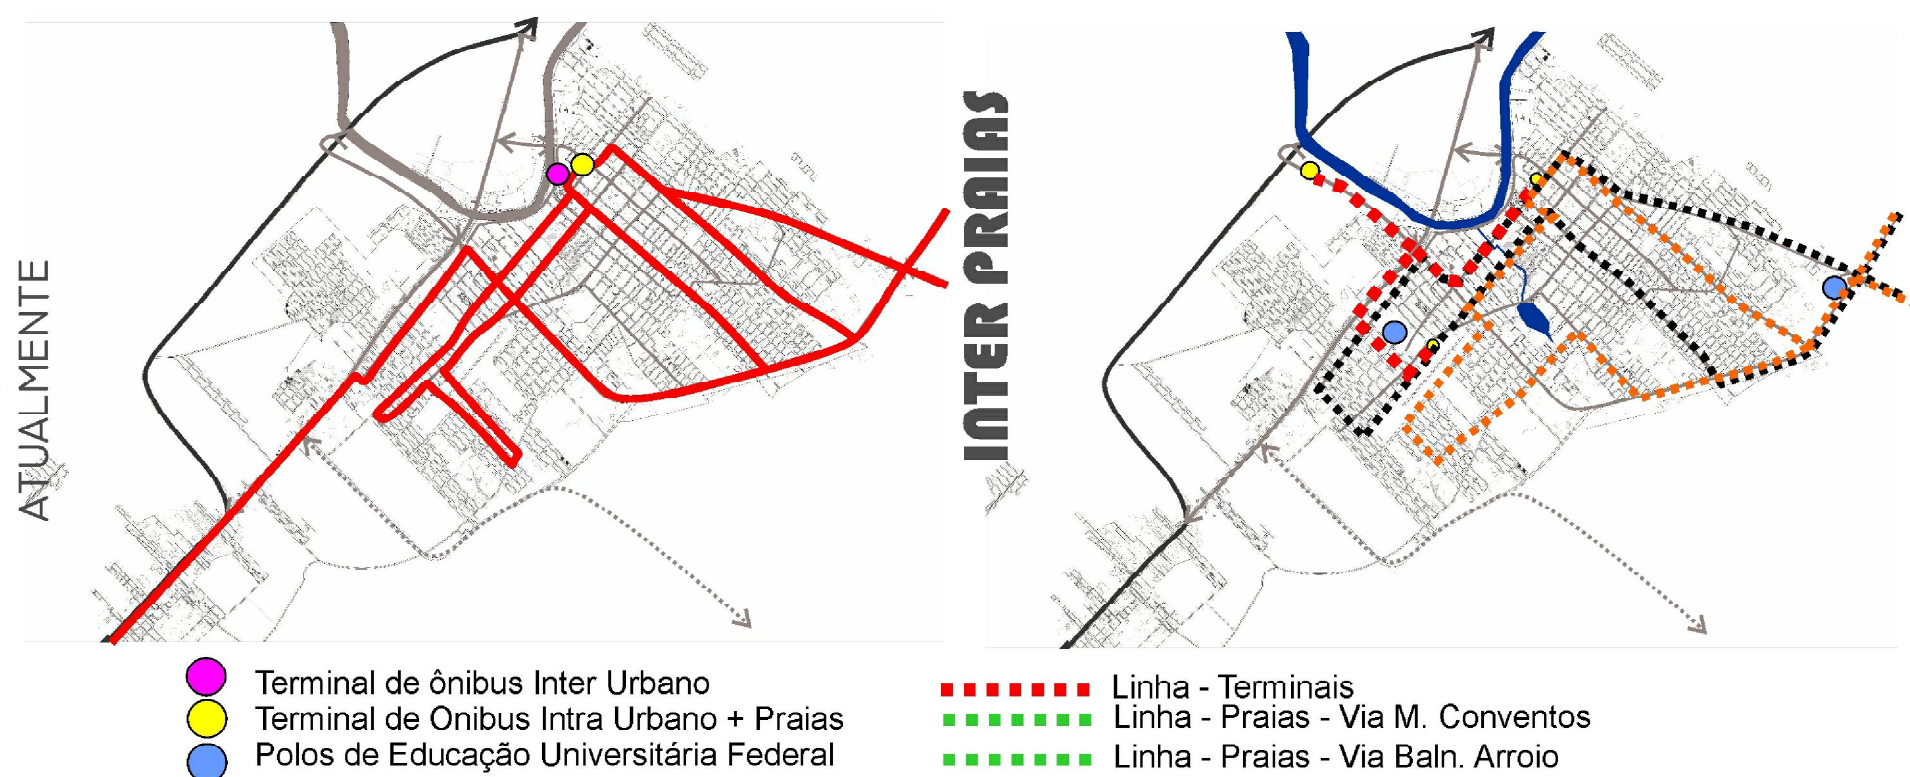 ATUALMENTE
INTER PRAIAS
Terminal de ônibus Inter Urbano
Terminal de Onibus Intra Urbano + Praias
Polos de Educação Universitária Federal
Linha - Terminais
Linha - Praias - Via M. Conventos
Linha - Praias - Via Baln. Arroio